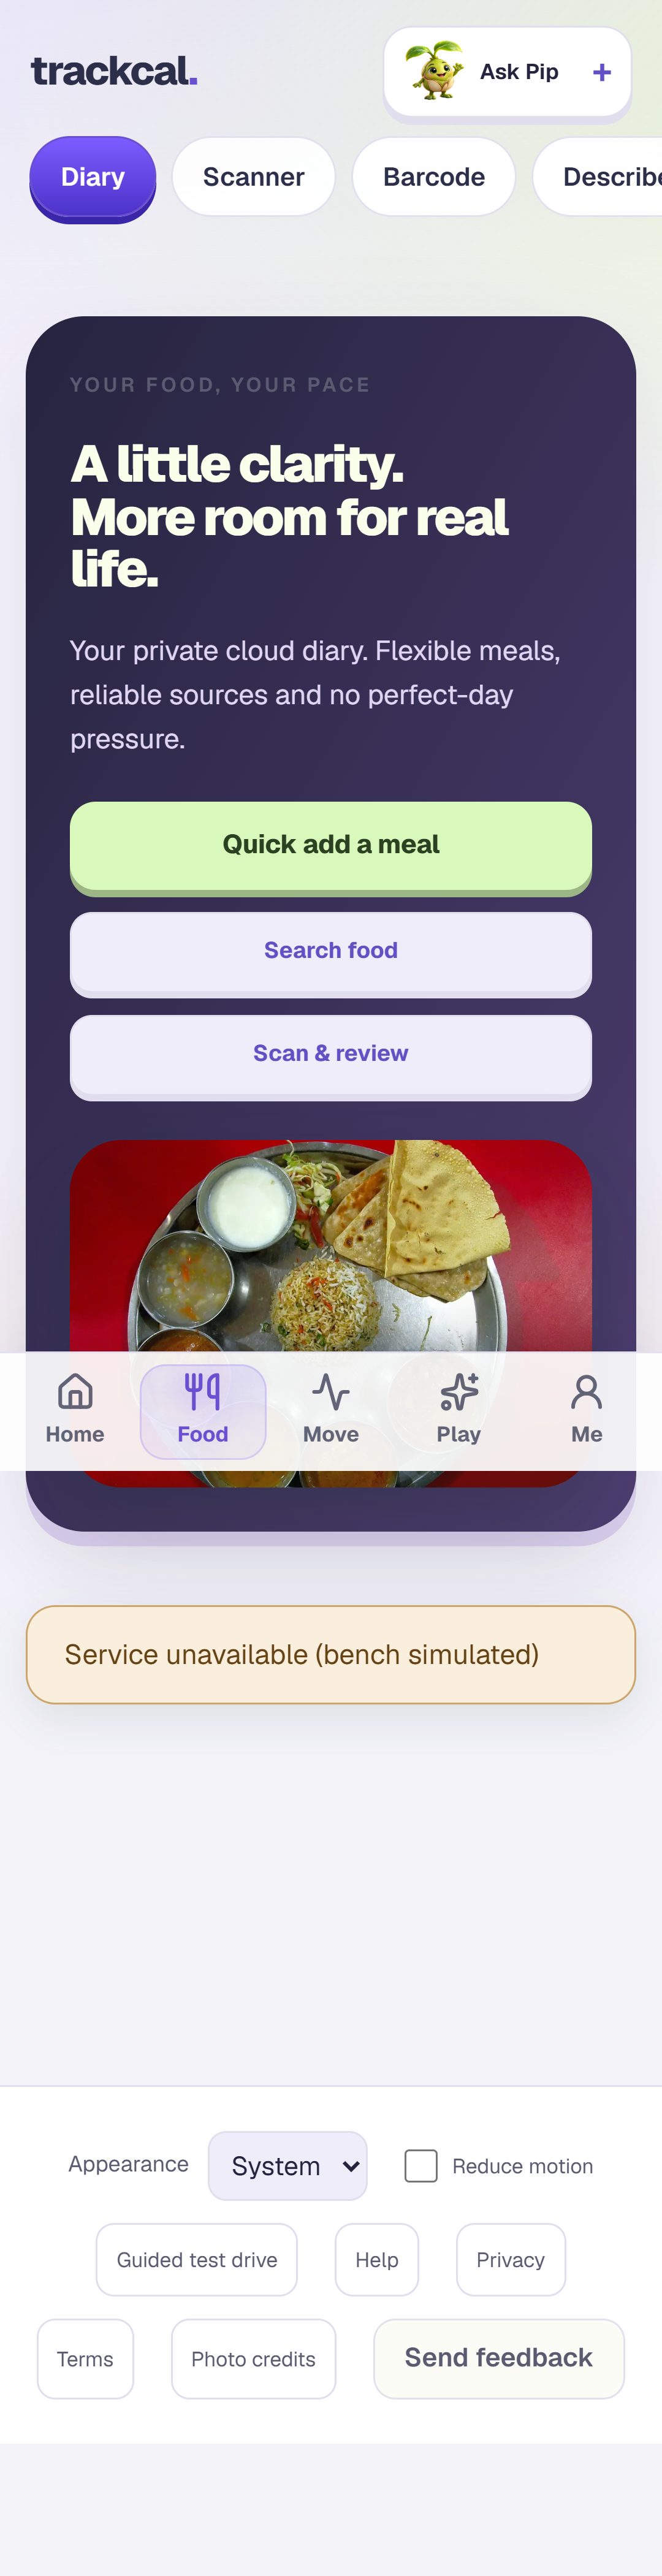 trackcal.
Ask Pip +
Diary
Scanner
Barcode
Describe
YOUR FOOD, YOUR PACE
A little clarity.
More room for real
life.
Your private cloud diary. Flexible meals,
reliable sources and no perfect-day
pressure.
Quick add a meal
Search food
Scan & review
Home
Food
Move
Play
Me
Service unavailable (bench simulated)
Appearance
System
Reduce motion
Guided test drive
Help
Privacy
Terms
Photo credits
Send feedback